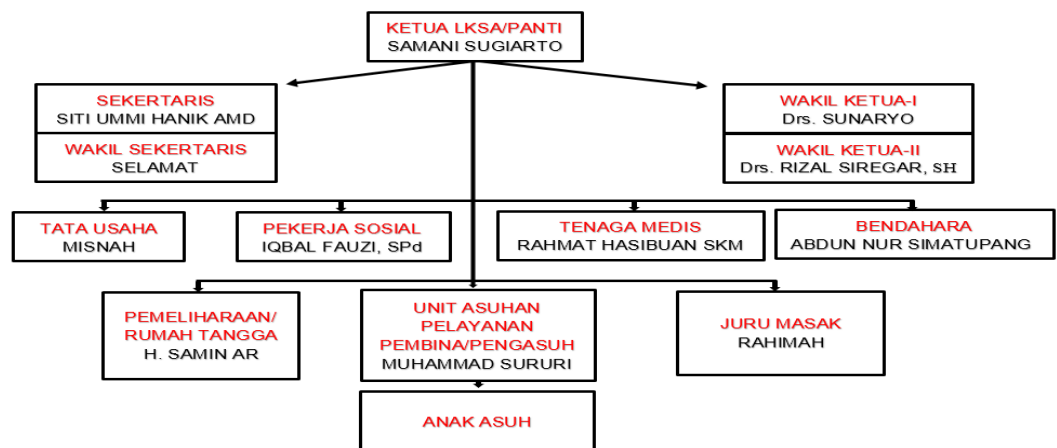 KETUA LKSA/PANTI
SAMANI SUGIARTO
SEKERTARIS
SITI UMMI HANIK AMD
WAKIL SEKERTARIS
SELAMAT
WAKIL KETUA-I
Drs. SUNARYO
WAKIL KETUA-II
Drs. RIZAL SIREGAR, SH
TATA USAHA
MISNAH
PEKERJA SOSIAL
IQBAL FAUZI, SPd
TENAGA MEDIS
RAHMAT HASIBUAN SKM
BENDAHARA
ABDUN NUR SIMATUPANG
PEMELIHARAAN/
RUMAH TANGGA
H. SAMIN AR
UNIT ASUHAN
PELAYANAN
PEMBINA/PENGASUH
MUHAMMAD SURURI
JURU MASAK
RAHIMAH
ANAK ASUH